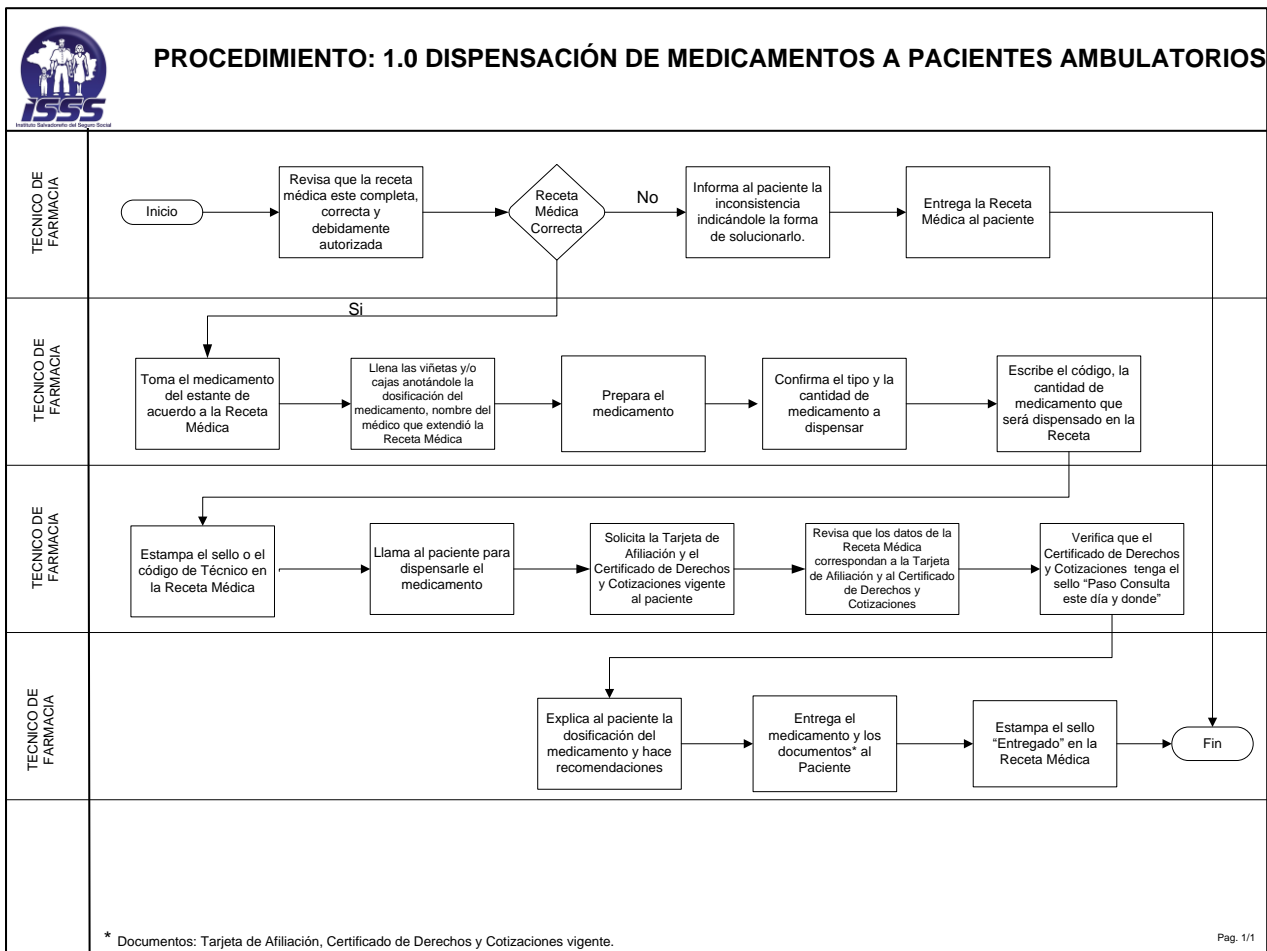 PROCEDIMIENTO: 1.0 DISPENSACIÓN DE MEDICAMENTOS A PACIENTES AMBULATORIOS
ISSS
Instituto Salvadoreño del Seguro Social
TECNICO DE
FARMACIA
Inicio
Revisa que la receta
médica este completa,
correcta y
debidamente
autorizada
Receta
Médica
Correcta
No
Informa al paciente la
inconsistencia
indicándole la forma
de solucionarlo.
Entrega la Receta
Médica al paciente
Si
TECNICO DE
FARMACIA
Toma el medicamento
del estante de
acuerdo a la Receta
Médica
Llena las viñetas y/o
cajas anotándole la
dosificación del
medicamento, nombre del
médico que extendió la
Receta Médica
Prepara el
medicamento
Confirma el tipo y la
cantidad de
medicamento a
dispensar
Escribe el código, la
cantidad de
medicamento que
será dispensado en la
Receta
TECNICO DE
FARMACIA
Estampa el sello o el
código de Técnico en
la Receta Médica
Llama al paciente para
dispensarle el
medicamento
Solicita la Tarjeta de
Afiliación y el
Certificado de Derechos
y Cotizaciones vigente
al paciente
Revisa que los datos de la
Receta Médica
correspondan a la Tarjeta
de Afiliación y al Certificado
de Derechos y
Cotizaciones
Verifica que el
Certificado de Derechos
y Cotizaciones tenga el
sello “Paso Consulta
este día y donde”
TECNICO DE
FARMACIA
Explica al paciente la
dosificación del
medicamento y hace
recomendaciones
Entrega el
medicamento y los
documentos* al
Paciente
Estampa el sello
“Entregado” en la
Receta Médica
Fin
* Documentos: Tarjeta de Afiliación, Certificado de Derechos y Cotizaciones vigente.
Pag. 1/1